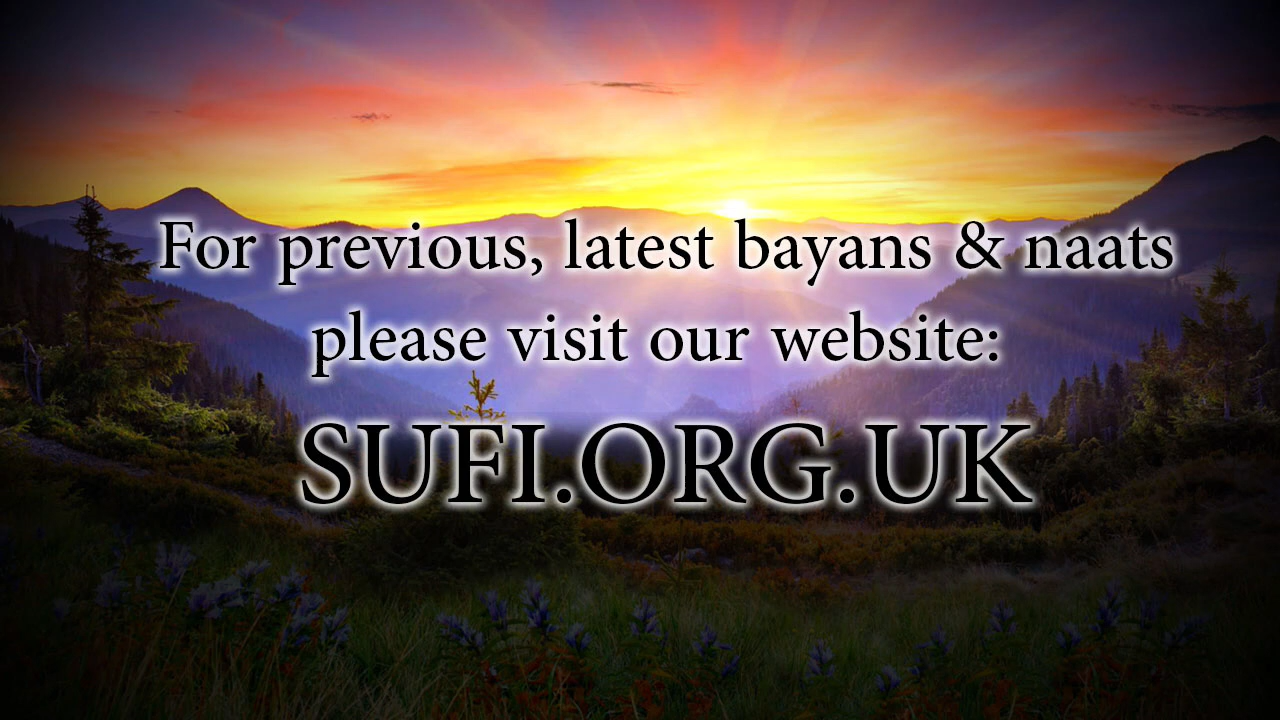 For previous, latest bayans & naats
please visit our website:
SUFI.ORG.UK